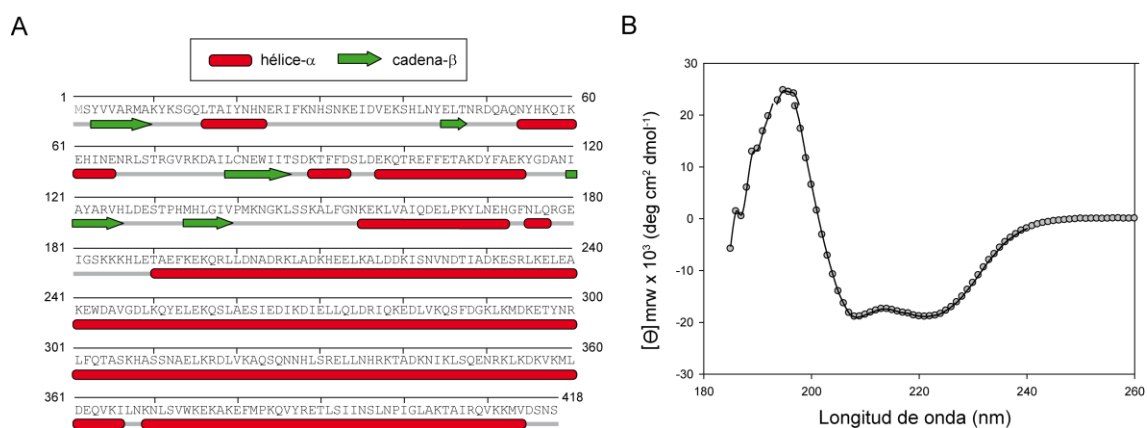 A
hélice-α cadena-β
1 60
MSYVVARMAKYKSGQLTAIYNHNERIFKNHSNKEIDVEKSHLNYELTNRDQAQNYHKQIK
61 120
EHINENRLSTRGVRKDAILCNEWIITSDKTFFDSLDEKQTREFFETAKDYFAEKYGDANI
121 180
AYARVHLDESTPHMHLGIVPMKNGKLSSKALFGNKEKLVAIQDELPKYLNEHGFNLQRGE
181 240
IGSKKKHLETAEFKEKQRLLDNADRKLADKHEELKALDDKISNVNDTIADKESRLKELEA
241 300
KEWDAVGDLKQYELEKQSLAESIEDIKDIELLQLDRIQKEDLVKQSFDGKLKMDKETYNR
301 360
LFQTASKHASSNAELKRDLVKAQSQNNHLSRELLNHRKTADKNIKLSQENRKLKDKVKML
361 418
DEQVKILNKNLSVWKEKAKEFMPKQVYRETLSIINSLNPIGLAKTAIRQVKKMVDSNS
B
[Θ] mrw x 10³ (deg cm² dmol⁻¹)
30
20
10
0
-10
-20
-30
180 200 220 240 260
Longitud de onda (nm)